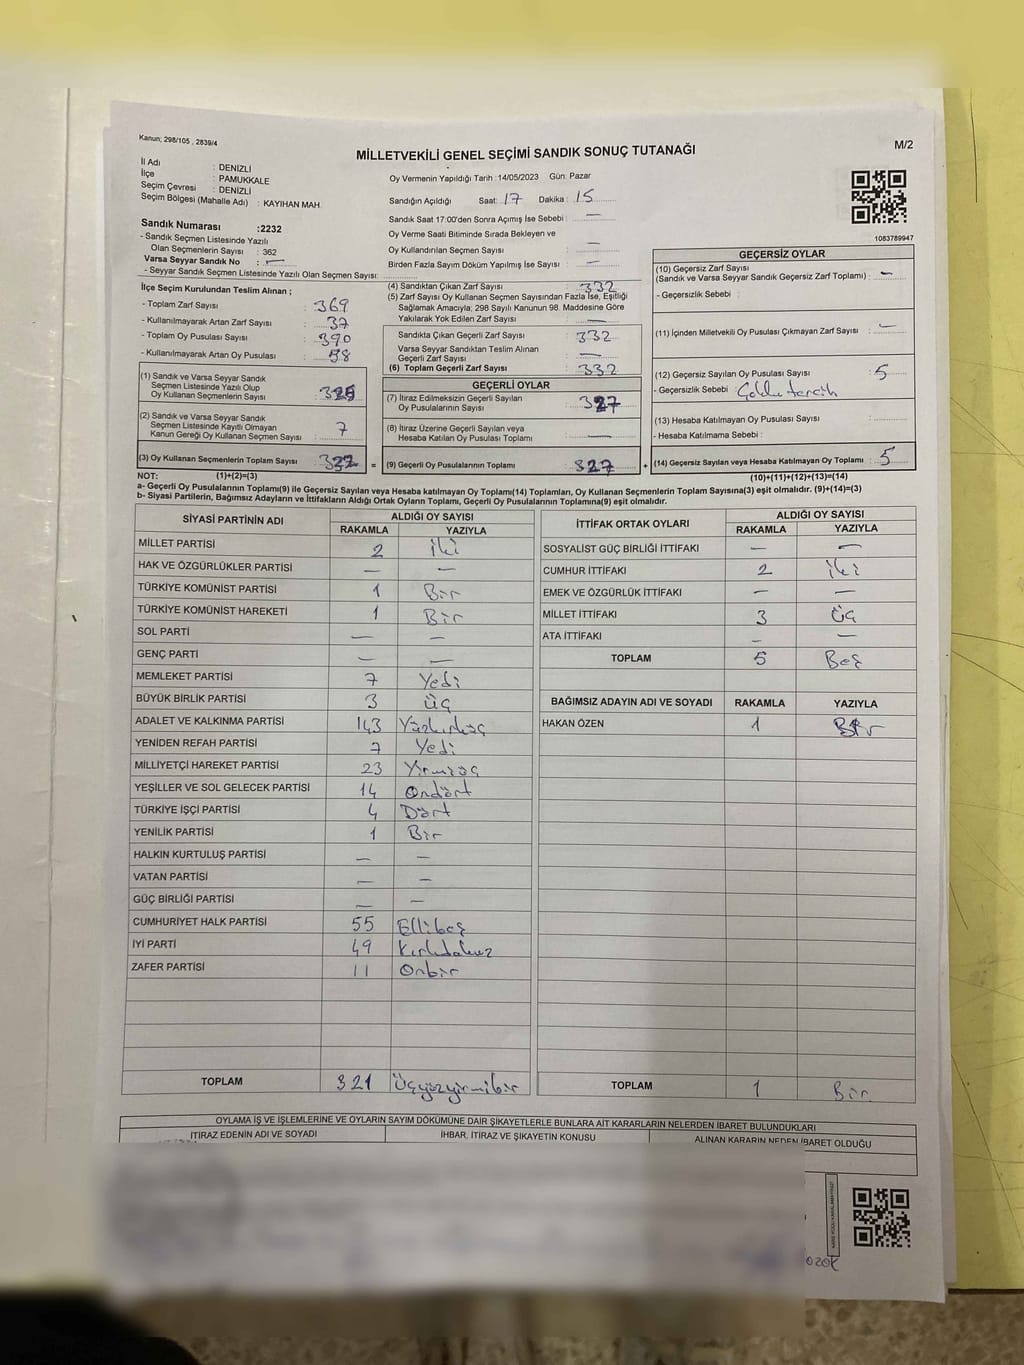 Kanun; 298/105 , 2839/4
MİLLETVEKİLİ GENEL SEÇİMİ SANDIK SONUÇ TUTANAĞI
M/2
İl Adı : DENİZLİ
İlçe : PAMUKKALE
Seçim Çevresi : DENİZLİ
Seçim Bölgesi (Mahalle Adı) : KAYIHAN MAH.
Sandık Numarası :2232
- Sandık Seçmen Listesinde Yazılı
Olan Seçmenlerin Sayısı : 362
Varsa Seyyar Sandık No : —
- Seyyar Sandık Seçmen Listesinde Yazılı Olan Seçmen Sayısı:
Oy Vermenin Yapıldığı Tarih : 14/05/2023 Gün: Pazar
Sandığın Açıldığı Saat: 17 Dakika : 15
Sandık Saat 17:00'den Sonra Açımış İse Sebebi : —
Oy Verme Saati Bitiminde Sırada Bekleyen ve
Oy Kullandırılan Seçmen Sayısı : —
Birden Fazla Sayım Döküm Yapılmış İse Sayısı : —
1083789947
İlçe Seçim Kurulundan Teslim Alınan ;
- Toplam Zarf Sayısı : 369
- Kullanılmayarak Artan Zarf Sayısı : 37
- Toplam Oy Pusulası Sayısı : 390
- Kullanılmayarak Artan Oy Pusulası : 58
(1) Sandık ve Varsa Seyyar Sandık
Seçmen Listesinde Yazılı Olup
Oy Kullanan Seçmenlerin Sayısı : 325
(2) Sandık ve Varsa Seyyar Sandık
Seçmen Listesinde Kayıtlı Olmayan
Kanun Gereği Oy Kullanan Seçmen Sayısı : 7
(3) Oy Kullanan Seçmenlerin Toplam Sayısı : 332 =
(4) Sandıktan Çıkan Zarf Sayısı : 332
(5) Zarf Sayısı Oy Kullanan Seçmen Sayısından Fazla İse, Eşitliği
Sağlamak Amacıyla; 298 Sayılı Kanunun 98. Maddesine Göre
Yakılarak Yok Edilen Zarf Sayısı : —
Sandıkta Çıkan Geçerli Zarf Sayısı : 332
Varsa Seyyar Sandıktan Teslim Alınan
Geçerli Zarf Sayısı : —
(6) Toplam Geçerli Zarf Sayısı : 332
GEÇERLİ OYLAR
(7) İtiraz Edilmeksizin Geçerli Sayılan
Oy Pusulalarının Sayısı : 327
(8) İtiraz Üzerine Geçerli Sayılan veya
Hesaba Katılan Oy Pusulası Toplamı : —
(9) Geçerli Oy Pusulalarının Toplamı : 327 +
GEÇERSİZ OYLAR
(10) Geçersiz Zarf Sayısı
(Sandık ve Varsa Seyyar Sandık Geçersiz Zarf Toplamı) : —
- Geçersizlik Sebebi :
(11) İçinden Milletvekili Oy Pusulası Çıkmayan Zarf Sayısı : —
(12) Geçersiz Sayılan Oy Pusulası Sayısı : 5
- Geçersizlik Sebebi : Çoklu tercih
(13) Hesaba Katılmayan Oy Pusulası Sayısı :
- Hesaba Katılmama Sebebi :
(14) Geçersiz Sayılan veya Hesaba Katılmayan Oy Toplamı : 5
NOT: (1)+(2)=(3) (10)+(11)+(12)+(13)=(14)
a- Geçerli Oy Pusulalarının Toplamı(9) ile Geçersiz Sayılan veya Hesaba katılmayan Oy Toplamı(14) Toplamları, Oy Kullanan Seçmenlerin Toplam Sayısına(3) eşit olmalıdır. (9)+(14)=(3)
b- Siyasi Partilerin, Bağımsız Adayların ve İttifakların Aldığı Ortak Oyların Toplamı, Geçerli Oy Pusulalarının Toplamına(9) eşit olmalıdır.
SİYASİ PARTİNİN ADI ALDIĞI OY SAYISI
RAKAMLA YAZIYLA
MİLLET PARTİSİ 2 iki
HAK VE ÖZGÜRLÜKLER PARTİSİ — —
TÜRKİYE KOMÜNİST PARTİSİ 1 Bir
TÜRKİYE KOMÜNİST HAREKETİ 1 Bir
SOL PARTİ — —
GENÇ PARTİ — —
MEMLEKET PARTİSİ 7 Yedi
BÜYÜK BİRLİK PARTİSİ 3 Üç
ADALET VE KALKINMA PARTİSİ 143 Yüzkırküç
YENİDEN REFAH PARTİSİ 7 Yedi
MİLLİYETÇİ HAREKET PARTİSİ 23 Yirmiüç
YEŞİLLER VE SOL GELECEK PARTİSİ 14 Ondört
TÜRKİYE İŞÇİ PARTİSİ 4 Dört
YENİLİK PARTİSİ 1 Bir
HALKIN KURTULUŞ PARTİSİ — —
VATAN PARTİSİ — —
GÜÇ BİRLİĞİ PARTİSİ — —
CUMHURİYET HALK PARTİSİ 55 Ellibeş
İYİ PARTİ 49 Kırkdokuz
ZAFER PARTİSİ 11 Onbir
TOPLAM 321 Üçyüzyirmibir
İTTİFAK ORTAK OYLARI ALDIĞI OY SAYISI
RAKAMLA YAZIYLA
SOSYALİST GÜÇ BİRLİĞİ İTTİFAKI — —
CUMHUR İTTİFAKI 2 iki
EMEK VE ÖZGÜRLÜK İTTİFAKI — —
MİLLET İTTİFAKI 3 Üç
ATA İTTİFAKI — —
TOPLAM 5 Beş
BAĞIMSIZ ADAYIN ADI VE SOYADI RAKAMLA YAZIYLA
HAKAN ÖZEN 1 Bir
TOPLAM 1 Bir
OYLAMA İŞ VE İŞLEMLERİNE VE OYLARIN SAYIM DÖKÜMÜNE DAİR ŞİKAYETLERLE BUNLARA AİT KARARLARIN NELERDEN İBARET BULUNDUKLARI
İTİRAZ EDENİN ADI VE SOYADI İHBAR, İTİRAZ VE ŞİKAYETİN KONUSU ALINAN KARARIN NEDEN İBARET OLDUĞU